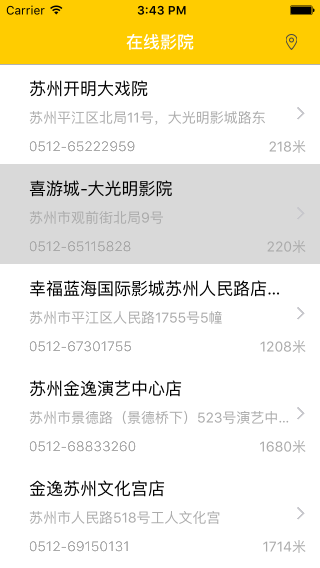 Carrier 3:43 PM
在线影院
苏州开明大戏院
苏州平江区北局11号，大光明影城路东
0512-65222959 218米
喜游城-大光明影院
苏州市观前街北局9号
0512-65115828 220米
幸福蓝海国际影城苏州人民路店...
苏州市平江区人民路1755号5幢
0512-67301755 1208米
苏州金逸演艺中心店
苏州市景德路（景德桥下）523号演艺中...
0512-68833260 1680米
金逸苏州文化宫店
苏州市人民路518号工人文化宫
0512-69150131 1714米